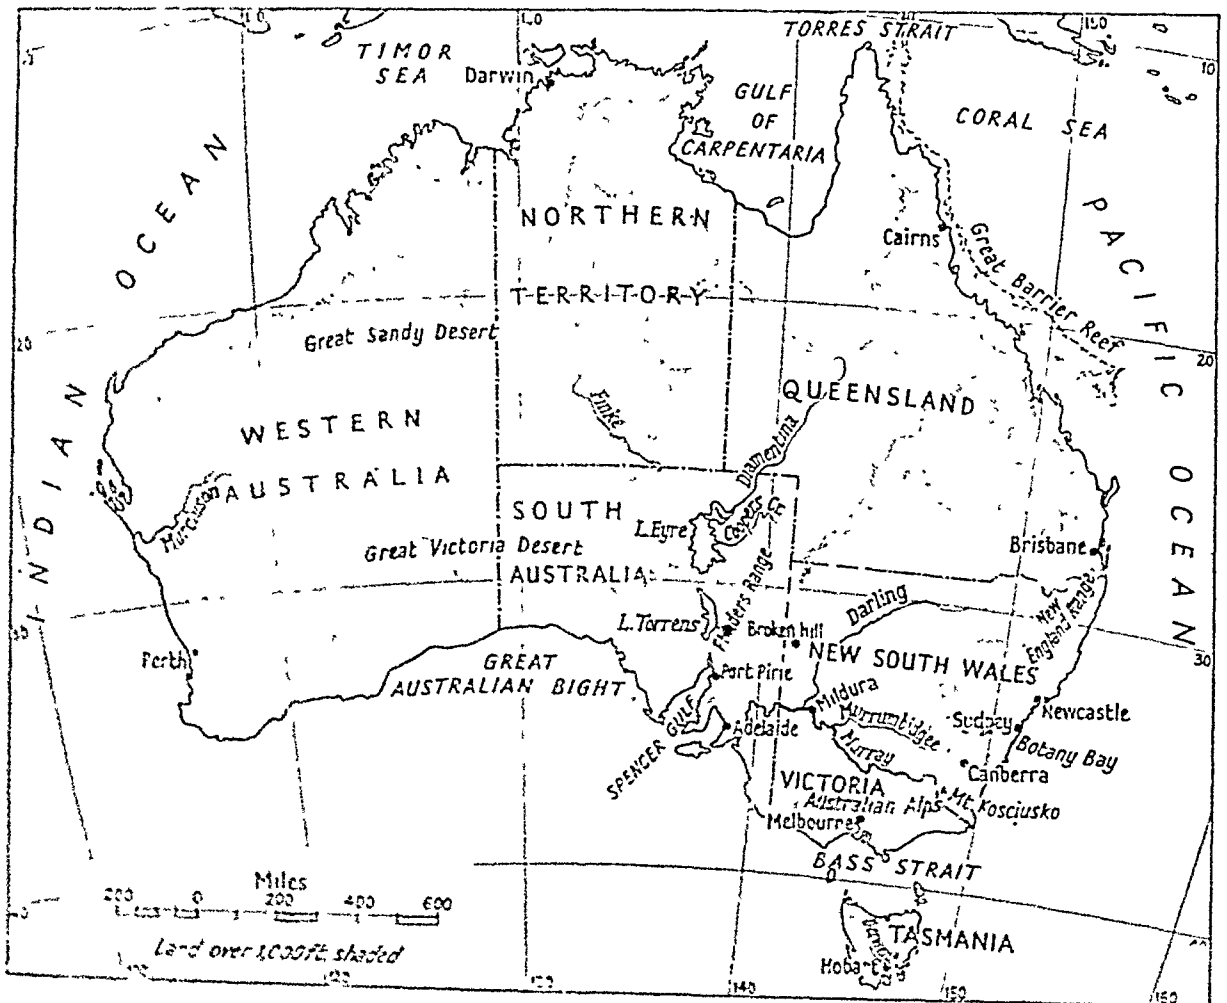 TORRES STRAIT
150
TIMOR
SEA
Darwin
10
GULF
OF
CARPENTARIA
CORAL SEA
INDIAN OCEAN
PACIFIC OCEAN
NORTHERN
TERRITORY
Cairns
Great Barrier Reef
20
20
Great Sandy Desert
Finke
QUEENSLAND
WESTERN
AUSTRALIA
Diamentina
Murchison
SOUTH
AUSTRALIA
L.Eyre
Coopers
Great Victoria Desert
Brisbane
Flinders Range
New
England Range
Darling
L.Torrens
Broken hill
30
Perth
GREAT
AUSTRALIAN BIGHT
Port Pirie
NEW SOUTH WALES
Mildura
Newcastle
SPENCER GULF
Adelaide
Murrumbidgee
Murray
Botany Bay
Canberra
VICTORIA
Australian Alps
Mt. Kosciusko
Melbourne
BASS STRAIT
Miles
200 0 200 400 600
Land over 1,000ft. shaded
TASMANIA
Hobart
140
150